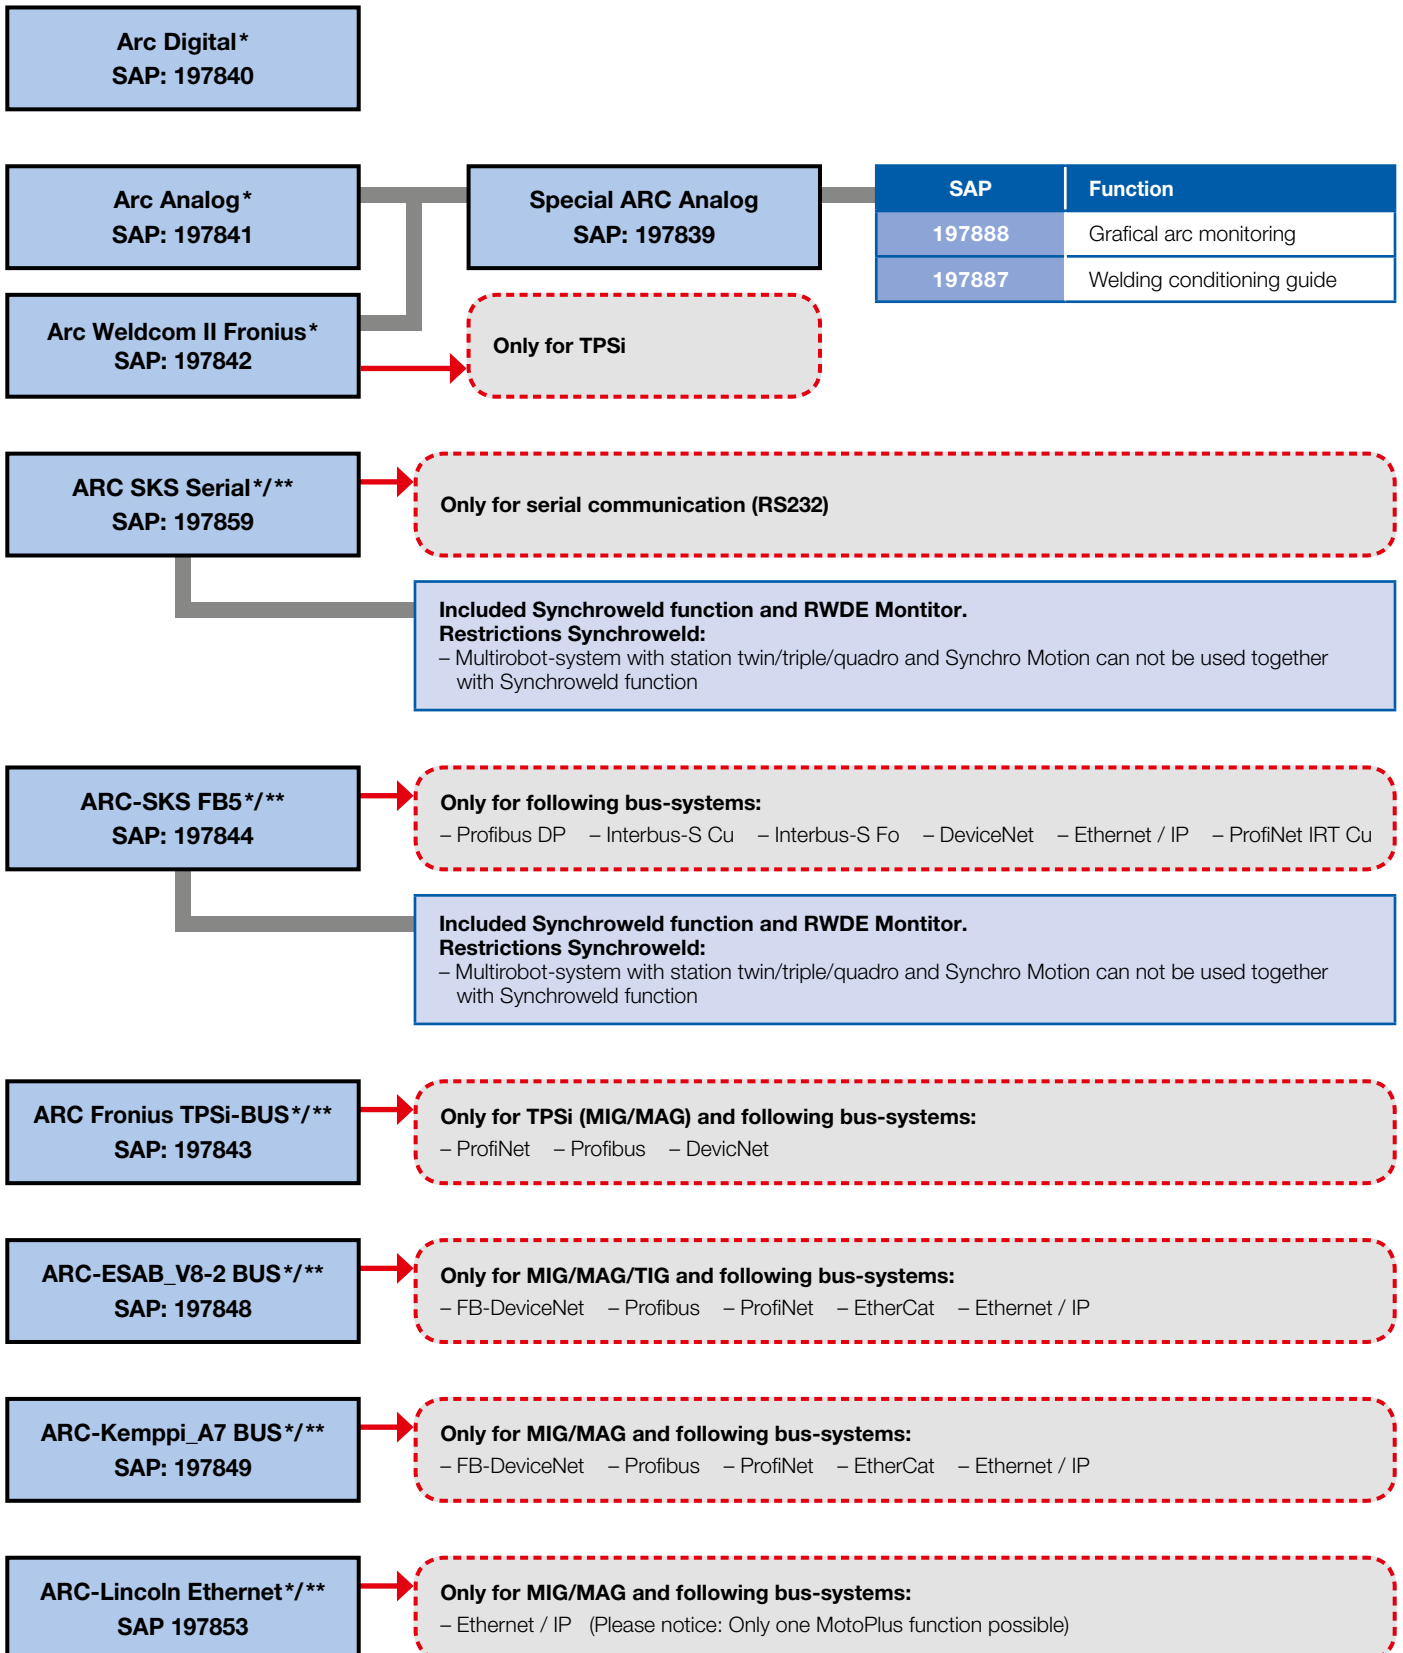 Arc Digital*
SAP: 197840
Arc Analog*
SAP: 197841
Special ARC Analog
SAP: 197839
SAP Function
197888 Grafical arc monitoring
197887 Welding conditioning guide
Arc Weldcom II Fronius*
SAP: 197842
Only for TPSi
ARC SKS Serial*/**
SAP: 197859
Only for serial communication (RS232)
Included Synchroweld function and RWDE Montitor.
Restrictions Synchroweld:
– Multirobot-system with station twin/triple/quadro and Synchro Motion can not be used together
with Synchroweld function
ARC-SKS FB5*/**
SAP: 197844
Only for following bus-systems:
– Profibus DP – Interbus-S Cu – Interbus-S Fo – DeviceNet – Ethernet / IP – ProfiNet IRT Cu
Included Synchroweld function and RWDE Montitor.
Restrictions Synchroweld:
– Multirobot-system with station twin/triple/quadro and Synchro Motion can not be used together
with Synchroweld function
ARC Fronius TPSi-BUS*/**
SAP: 197843
Only for TPSi (MIG/MAG) and following bus-systems:
– ProfiNet – Profibus – DevicNet
ARC-ESAB_V8-2 BUS*/**
SAP: 197848
Only for MIG/MAG/TIG and following bus-systems:
– FB-DeviceNet – Profibus – ProfiNet – EtherCat – Ethernet / IP
ARC-Kemppi_A7 BUS*/**
SAP: 197849
Only for MIG/MAG and following bus-systems:
– FB-DeviceNet – Profibus – ProfiNet – EtherCat – Ethernet / IP
ARC-Lincoln Ethernet*/**
SAP 197853
Only for MIG/MAG and following bus-systems:
– Ethernet / IP (Please notice: Only one MotoPlus function possible)